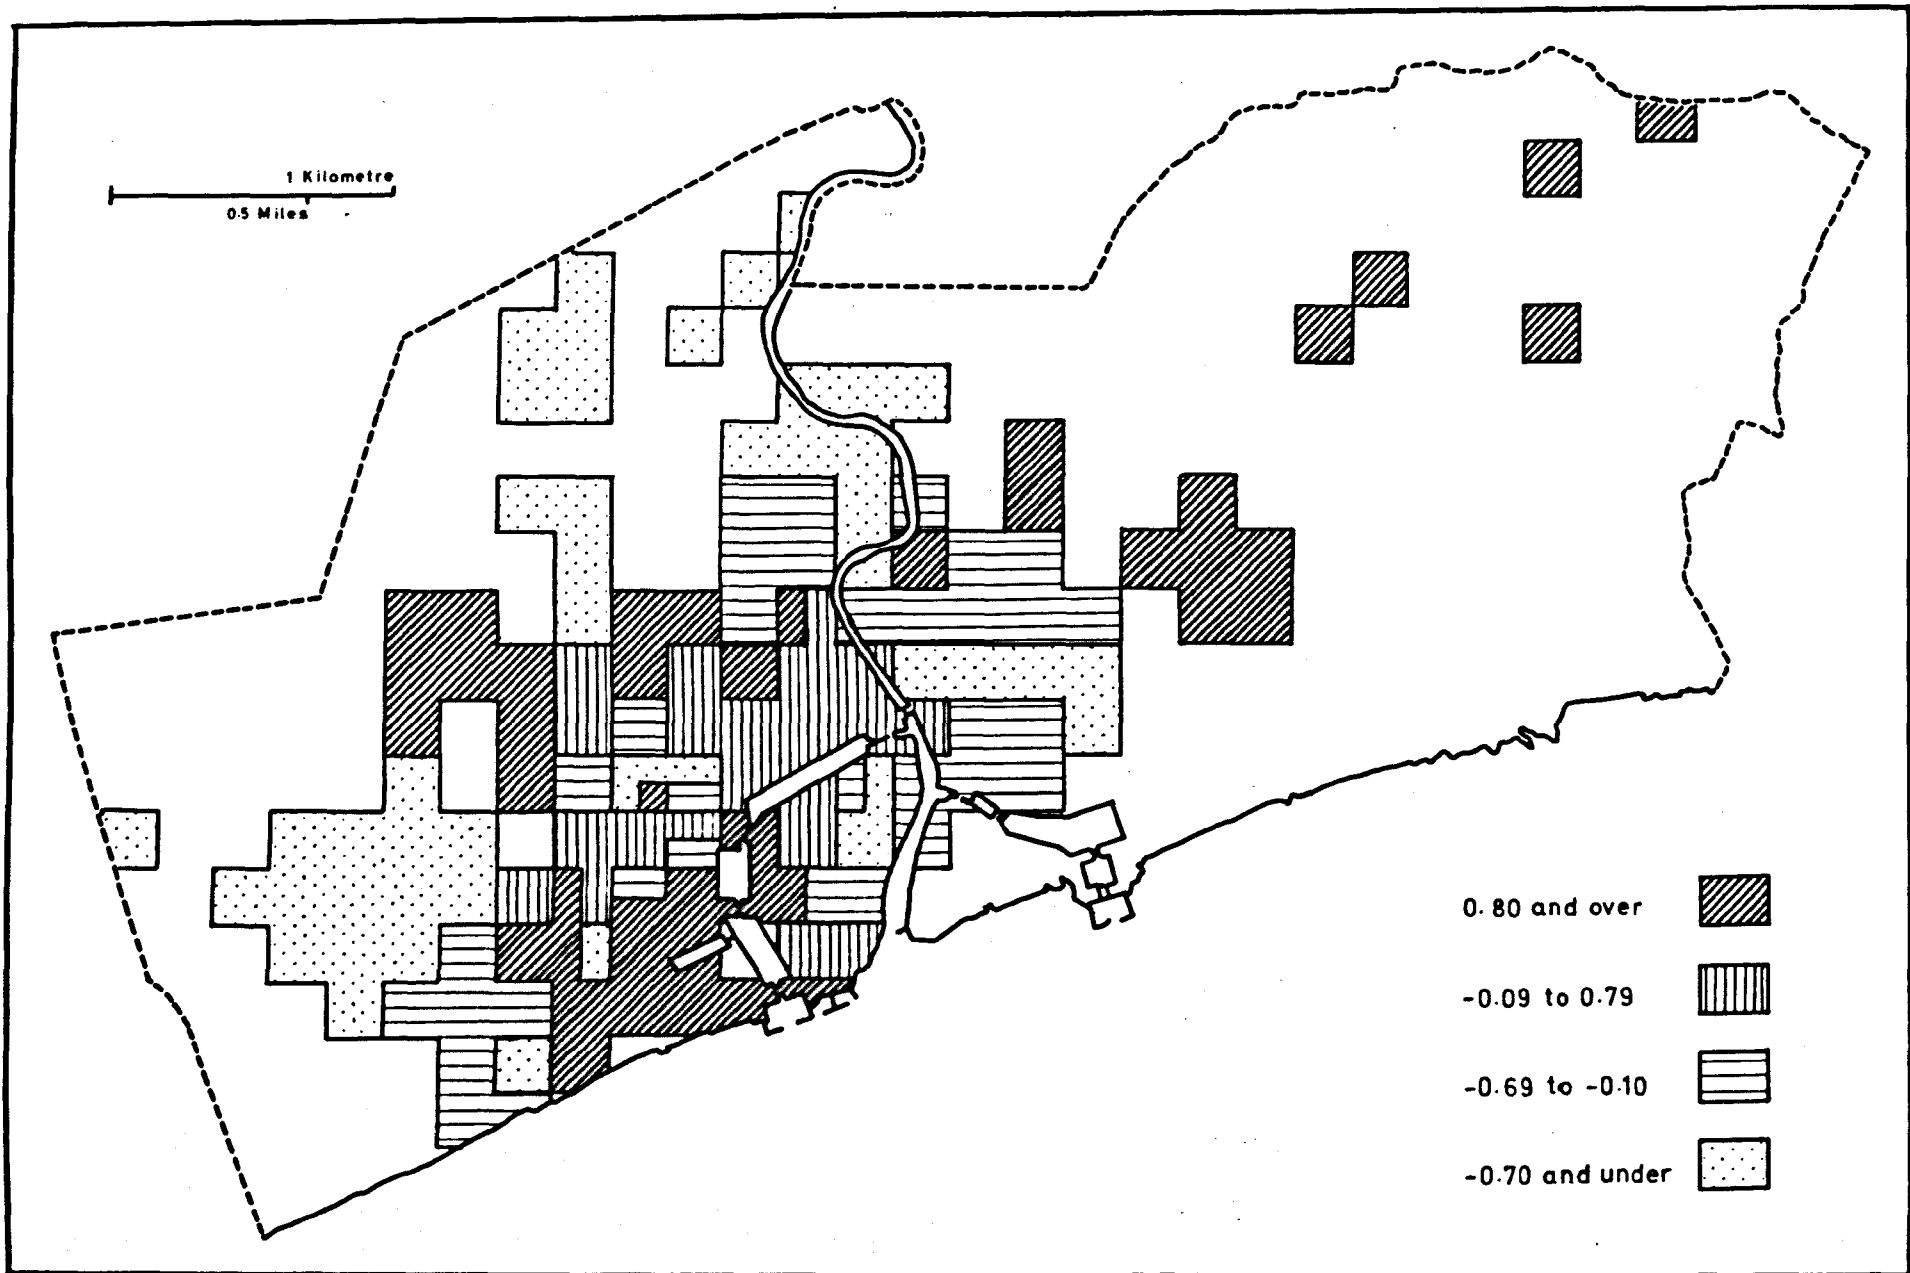 1 Kilometre
0·5 Miles
0·80 and over
-0·09 to 0·79
-0·69 to -0·10
-0·70 and under